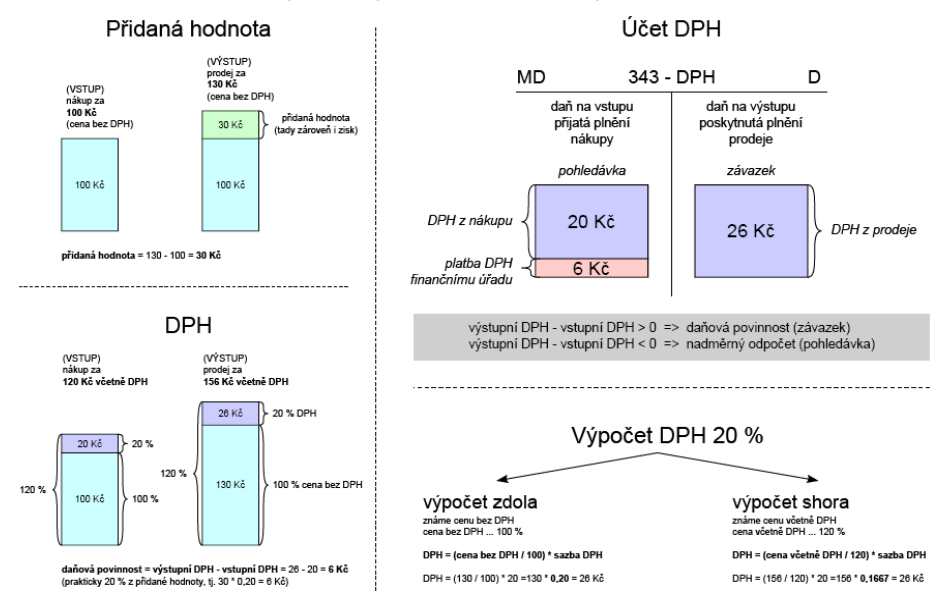 Přidaná hodnota
(VSTUP)
nákup za
100 Kč
(cena bez DPH)
(VÝSTUP)
prodej za
130 Kč
(cena bez DPH)
30 Kč
přidaná hodnota
(tady zároveň i zisk)
100 Kč
100 Kč
přidaná hodnota = 130 - 100 = 30 Kč
DPH
(VSTUP)
nákup za
120 Kč včetně DPH
(VÝSTUP)
prodej za
156 Kč včetně DPH
26 Kč
20 % DPH
20 Kč
20 %
120 %
100 Kč
100 %
120 %
130 Kč
100 % cena bez DPH
daňová povinnost = výstupní DPH - vstupní DPH = 26 - 20 = 6 Kč
(prakticky 20 % z přidané hodnoty, tj. 30 * 0,20 = 6 Kč)
Účet DPH
MD 343 - DPH D
daň na vstupu
přijatá plnění
nákupy
pohledávka
daň na výstupu
poskytnutá plnění
prodeje
závazek
DPH z nákupu
20 Kč
platba DPH
finančnímu úřadu
6 Kč
26 Kč
DPH z prodeje
výstupní DPH - vstupní DPH > 0 => daňová povinnost (závazek)
výstupní DPH - vstupní DPH < 0 => nadměrný odpočet (pohledávka)
Výpočet DPH 20 %
výpočet zdola
známe cenu bez DPH
cena bez DPH ... 100 %
DPH = (cena bez DPH / 100) * sazba DPH
DPH = (130 / 100) * 20 =130 * 0,20 = 26 Kč
výpočet shora
známe cenu včetně DPH
cena včetně DPH ... 120 %
DPH = (cena včetně DPH / 120) * sazba DPH
DPH = (156 / 120) * 20 =156 * 0,1667 = 26 Kč